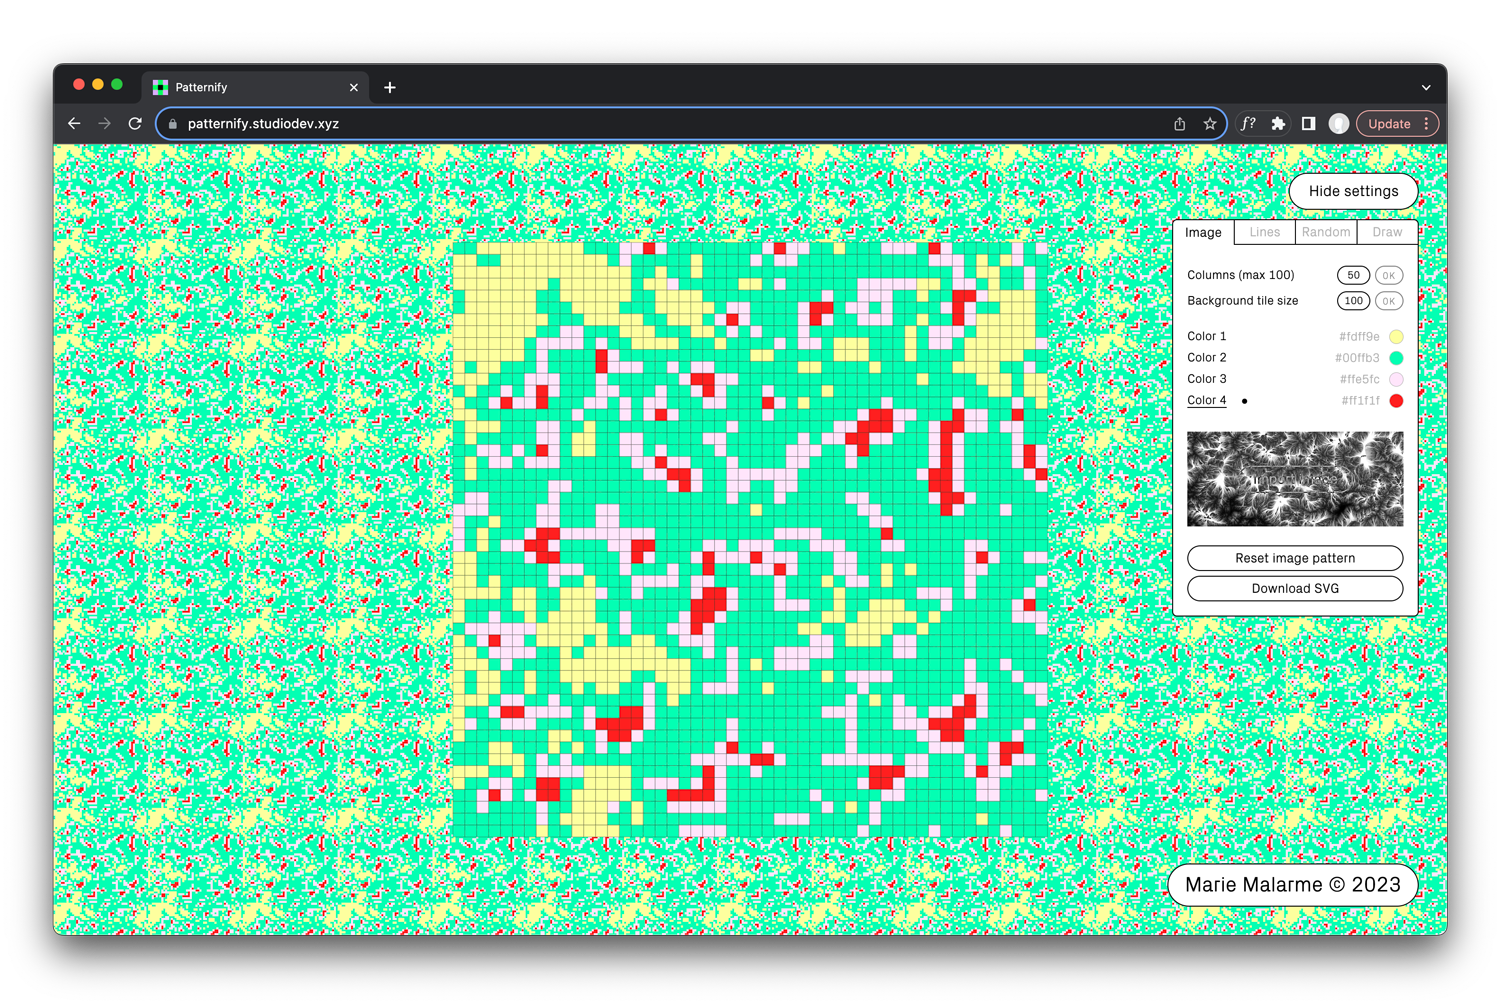 Patternify
patternify.studiodev.xyz
f?
Update
Hide settings
Image Lines Random Draw
Columns (max 100) 50 OK
Background tile size 100 OK
Color 1 #fdff9e
Color 2 #00ffb3
Color 3 #ffe5fc
Color 4 #ff1f1f
Reset image pattern
Download SVG
Marie Malarme © 2023